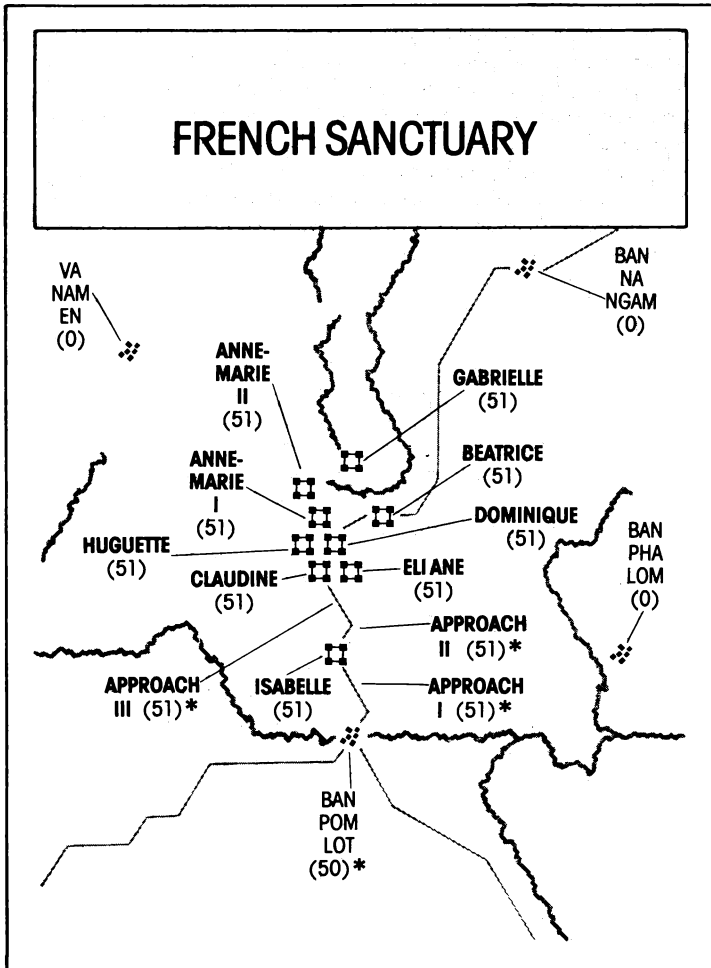 FRENCH SANCTUARY
VA
NAM
EN
(0)
BAN
NA
NGAM
(0)
ANNE-
MARIE
II
(51)
GABRIELLE
(51)
ANNE-
MARIE
I
(51)
BEATRICE
(51)
HUGUETTE
(51)
DOMINIQUE
(51)
BAN
PHA
LOM
(0)
CLAUDINE
(51)
ELIANE
(51)
APPROACH
II (51)*
APPROACH
III (51)*
ISABELLE
(51)
APPROACH
I (51)*
BAN
POM
LOT
(50)*